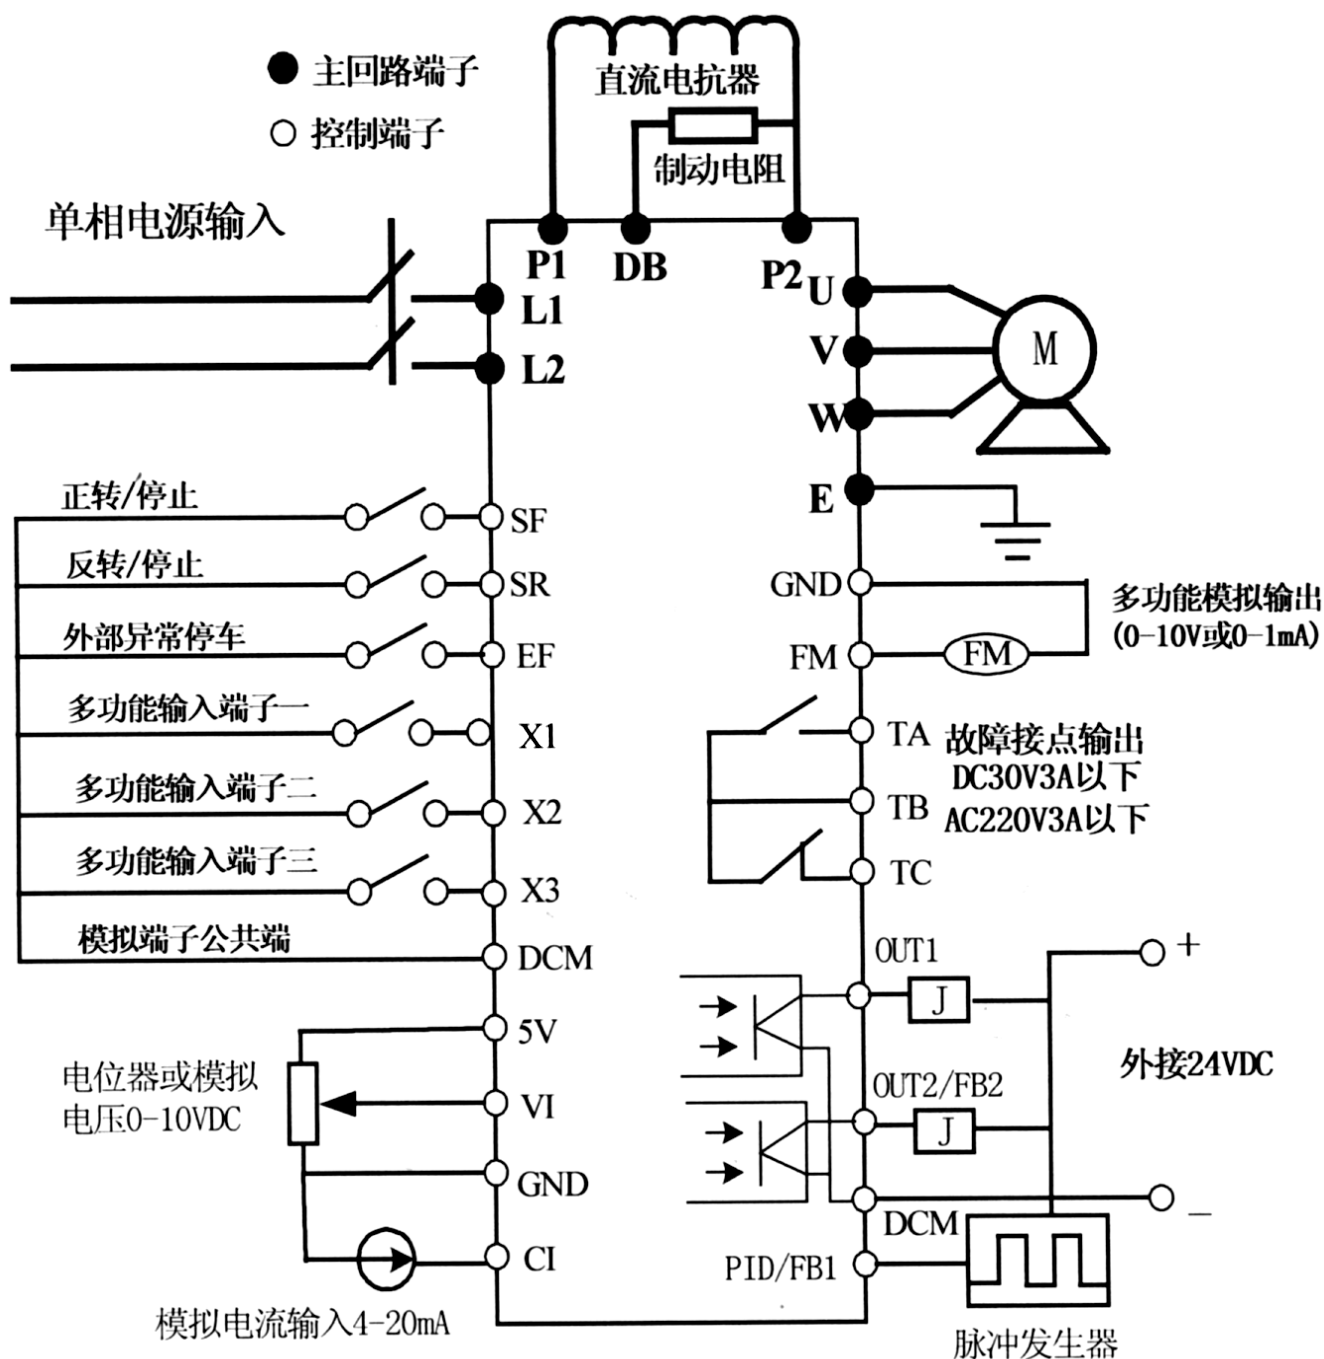 主回路端子
控制端子
直流电抗器
制动电阻
单相电源输入
P1
DB
P2
L1
L2
U
V
W
M
E
正转/停止
SF
反转/停止
SR
外部异常停车
EF
多功能输入端子一
X1
多功能输入端子二
X2
多功能输入端子三
X3
模拟端子公共端
DCM
5V
电位器或模拟
电压0-10VDC
VI
GND
CI
模拟电流输入4-20mA
GND
FM
FM
多功能模拟输出
(0-10V或0-1mA)
TA
故障接点输出
DC30V3A以下
TB
AC220V3A以下
TC
OUT1
J
+
外接24VDC
OUT2/FB2
J
DCM
—
PID/FB1
脉冲发生器